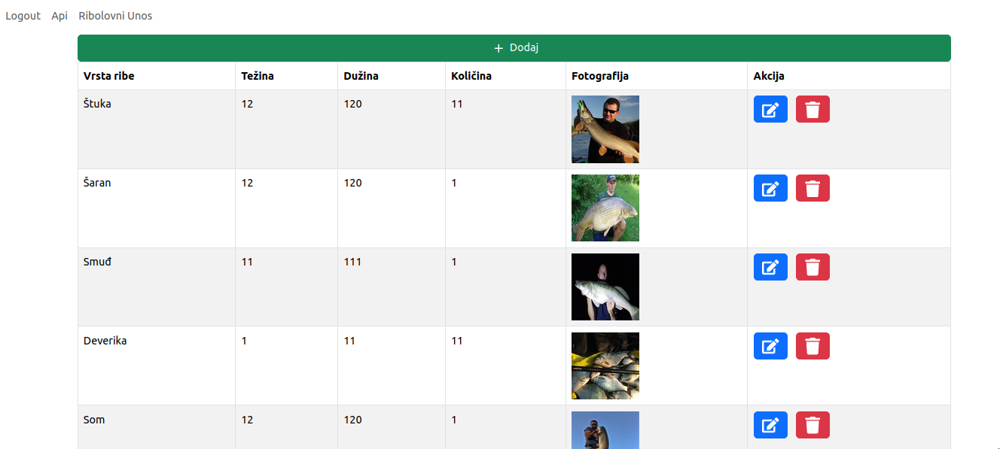 Logout Api Ribolovni Unos
+ Dodaj
Vrsta ribe Težina Dužina Količina Fotografija Akcija
Štuka 12 120 11
Šaran 12 120 1
Smuđ 11 111 1
Deverika 1 11 11
Som 12 120 1